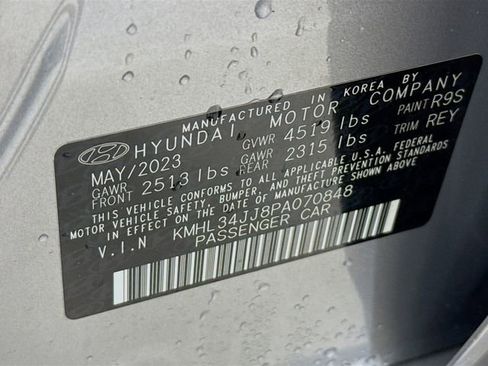 MANUFACTURED IN KOREA BY
HYUNDAI MOTOR COMPANY
MAY/2023 GVWR 4519 lbs PAINT R9S
GAWR FRONT 2513 lbs GAWR REAR 2315 lbs TRIM REY
THIS VEHICLE CONFORMS TO ALL APPLICABLE U.S.A. FEDERAL
MOTOR VEHICLE SAFETY, BUMPER, AND THEFT PREVENTION STANDARDS
IN EFFECT ON THE DATE OF MANUFACTURE SHOWN ABOVE.
V.I.N KMHL34JJ8PA070848
PASSENGER CAR